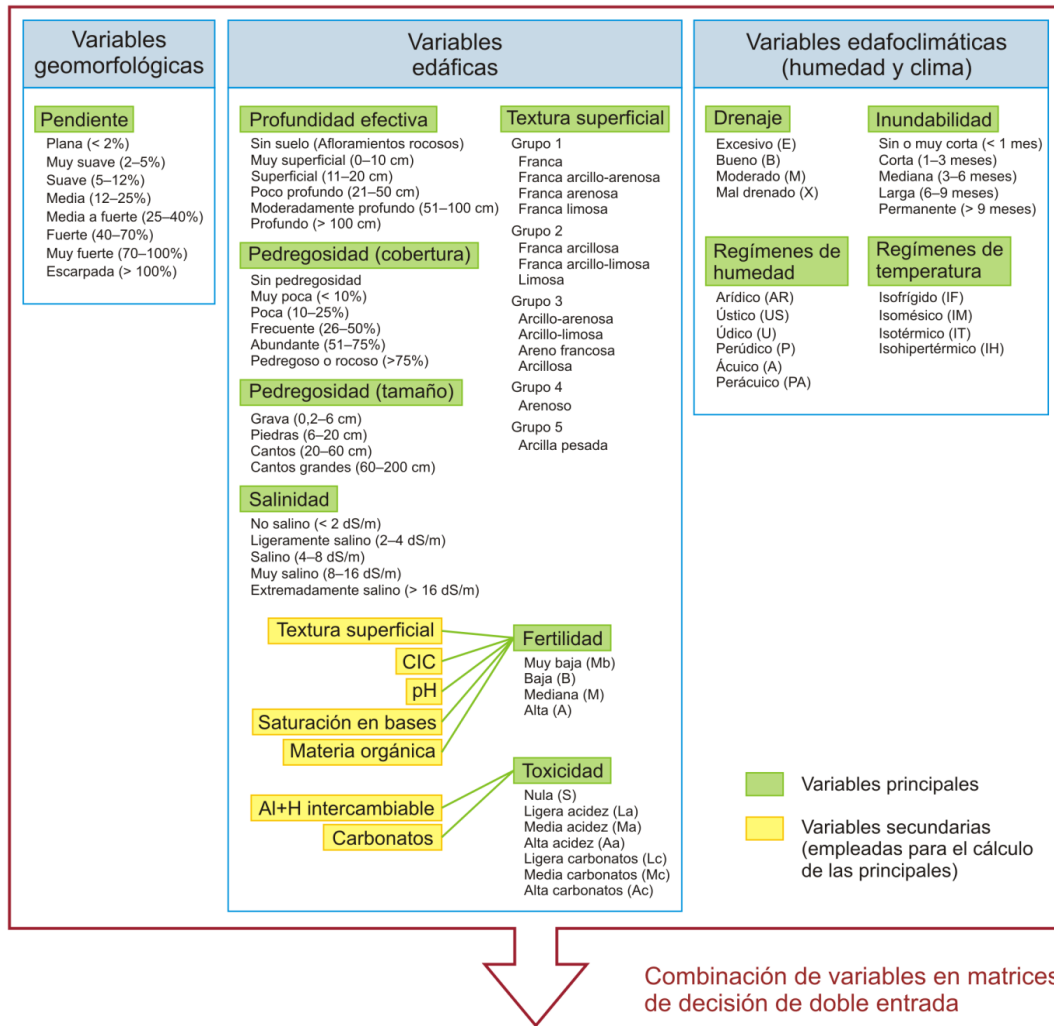 Variables
geomorfológicas
Pendiente
Plana (< 2%)
Muy suave (2–5%)
Suave (5–12%)
Media (12–25%)
Media a fuerte (25–40%)
Fuerte (40–70%)
Muy fuerte (70–100%)
Escarpada (> 100%)
Variables
edáficas
Profundidad efectiva
Sin suelo (Afloramientos rocosos)
Muy superficial (0–10 cm)
Superficial (11–20 cm)
Poco profundo (21–50 cm)
Moderadamente profundo (51–100 cm)
Profundo (> 100 cm)
Pedregosidad (cobertura)
Sin pedregosidad
Muy poca (< 10%)
Poca (10–25%)
Frecuente (26–50%)
Abundante (51–75%)
Pedregoso o rocoso (>75%)
Pedregosidad (tamaño)
Grava (0,2–6 cm)
Piedras (6–20 cm)
Cantos (20–60 cm)
Cantos grandes (60–200 cm)
Salinidad
No salino (< 2 dS/m)
Ligeramente salino (2–4 dS/m)
Salino (4–8 dS/m)
Muy salino (8–16 dS/m)
Extremadamente salino (> 16 dS/m)
Textura superficial
Grupo 1
Franca
Franca arcillo-arenosa
Franca arenosa
Franca limosa
Grupo 2
Franca arcillosa
Franca arcillo-limosa
Limosa
Grupo 3
Arcillo-arenosa
Arcillo-limosa
Areno francosa
Arcillosa
Grupo 4
Arenoso
Grupo 5
Arcilla pesada
Textura superficial
CIC
pH
Saturación en bases
Materia orgánica
Fertilidad
Muy baja (Mb)
Baja (B)
Mediana (M)
Alta (A)
Al+H intercambiable
Carbonatos
Toxicidad
Nula (S)
Ligera acidez (La)
Media acidez (Ma)
Alta acidez (Aa)
Ligera carbonatos (Lc)
Media carbonatos (Mc)
Alta carbonatos (Ac)
Variables edafoclimáticas
(humedad y clima)
Drenaje
Excesivo (E)
Bueno (B)
Moderado (M)
Mal drenado (X)
Inundabilidad
Sin o muy corta (< 1 mes)
Corta (1–3 meses)
Mediana (3–6 meses)
Larga (6–9 meses)
Permanente (> 9 meses)
Regímenes de
humedad
Arídico (AR)
Ústico (US)
Údico (U)
Perúdico (P)
Ácuico (A)
Perácuico (PA)
Regímenes de
temperatura
Isofrígido (IF)
Isomésico (IM)
Isotérmico (IT)
Isohipertérmico (IH)
Variables principales
Variables secundarias
(empleadas para el cálculo
de las principales)
Combinación de variables en matrices
de decisión de doble entrada